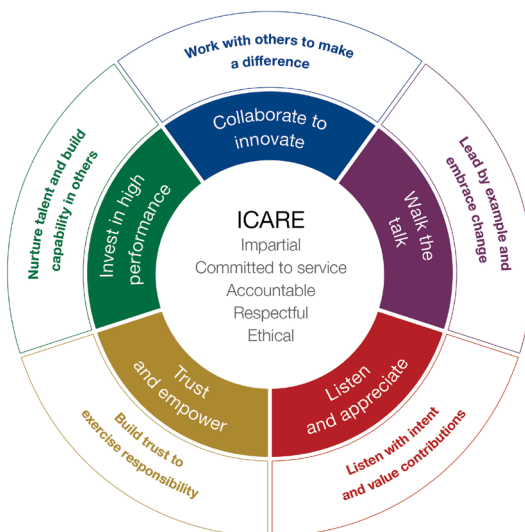 Work with others to make
a difference
Collaborate to
innovate
Lead by example and
embrace change
Walk the
talk
Listen with intent
and value contributions
Listen
and appreciate
Build trust to
exercise responsibility
Trust
and empower
Nurture talent and build
capability in others
Invest in high
performance
ICARE
Impartial
Committed to service
Accountable
Respectful
Ethical